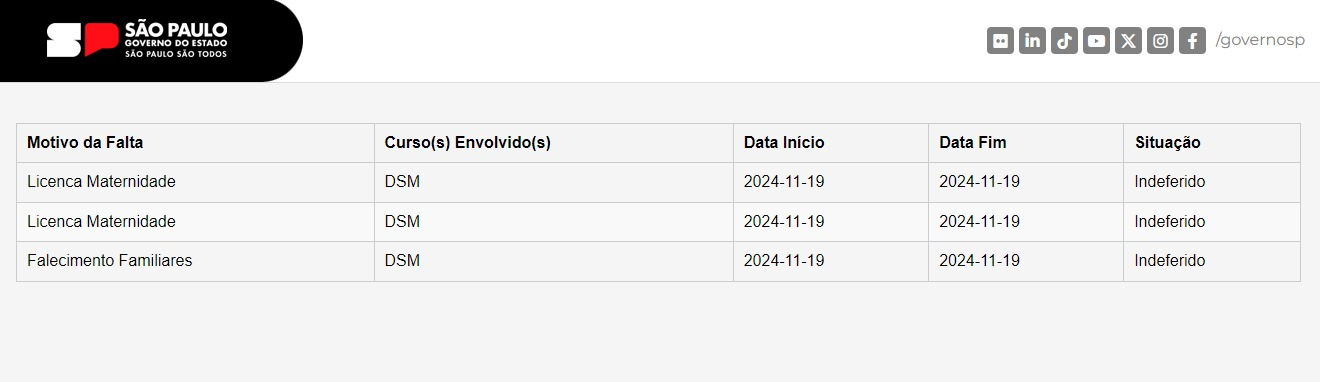 SÃO PAULO
GOVERNO DO ESTADO
SÃO PAULO SÃO TODOS
/governosp
Motivo da Falta Curso(s) Envolvido(s) Data Início Data Fim Situação
Licenca Maternidade DSM 2024-11-19 2024-11-19 Indeferido
Licenca Maternidade DSM 2024-11-19 2024-11-19 Indeferido
Falecimento Familiares DSM 2024-11-19 2024-11-19 Indeferido